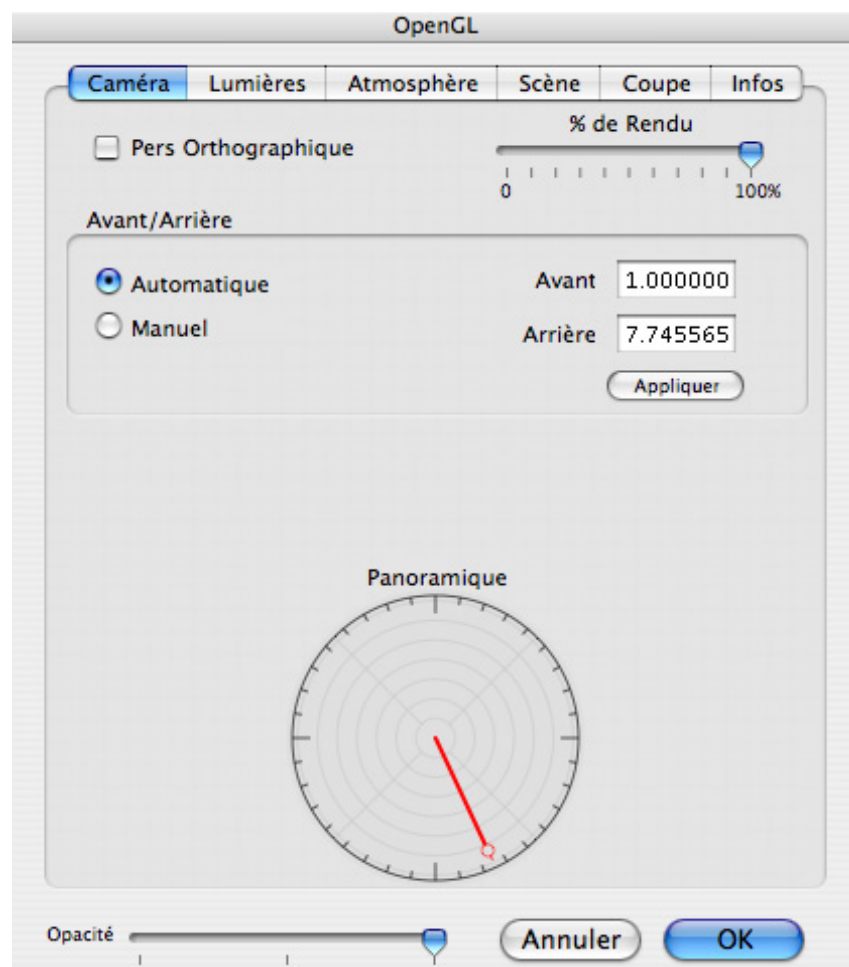 OpenGL
Caméra Lumières Atmosphère Scène Coupe Infos
Pers Orthographique
% de Rendu
0 100%
Avant/Arrière
Automatique
Avant 1.000000
Manuel
Arrière 7.745565
Appliquer
Panoramique
Opacité
Annuler OK